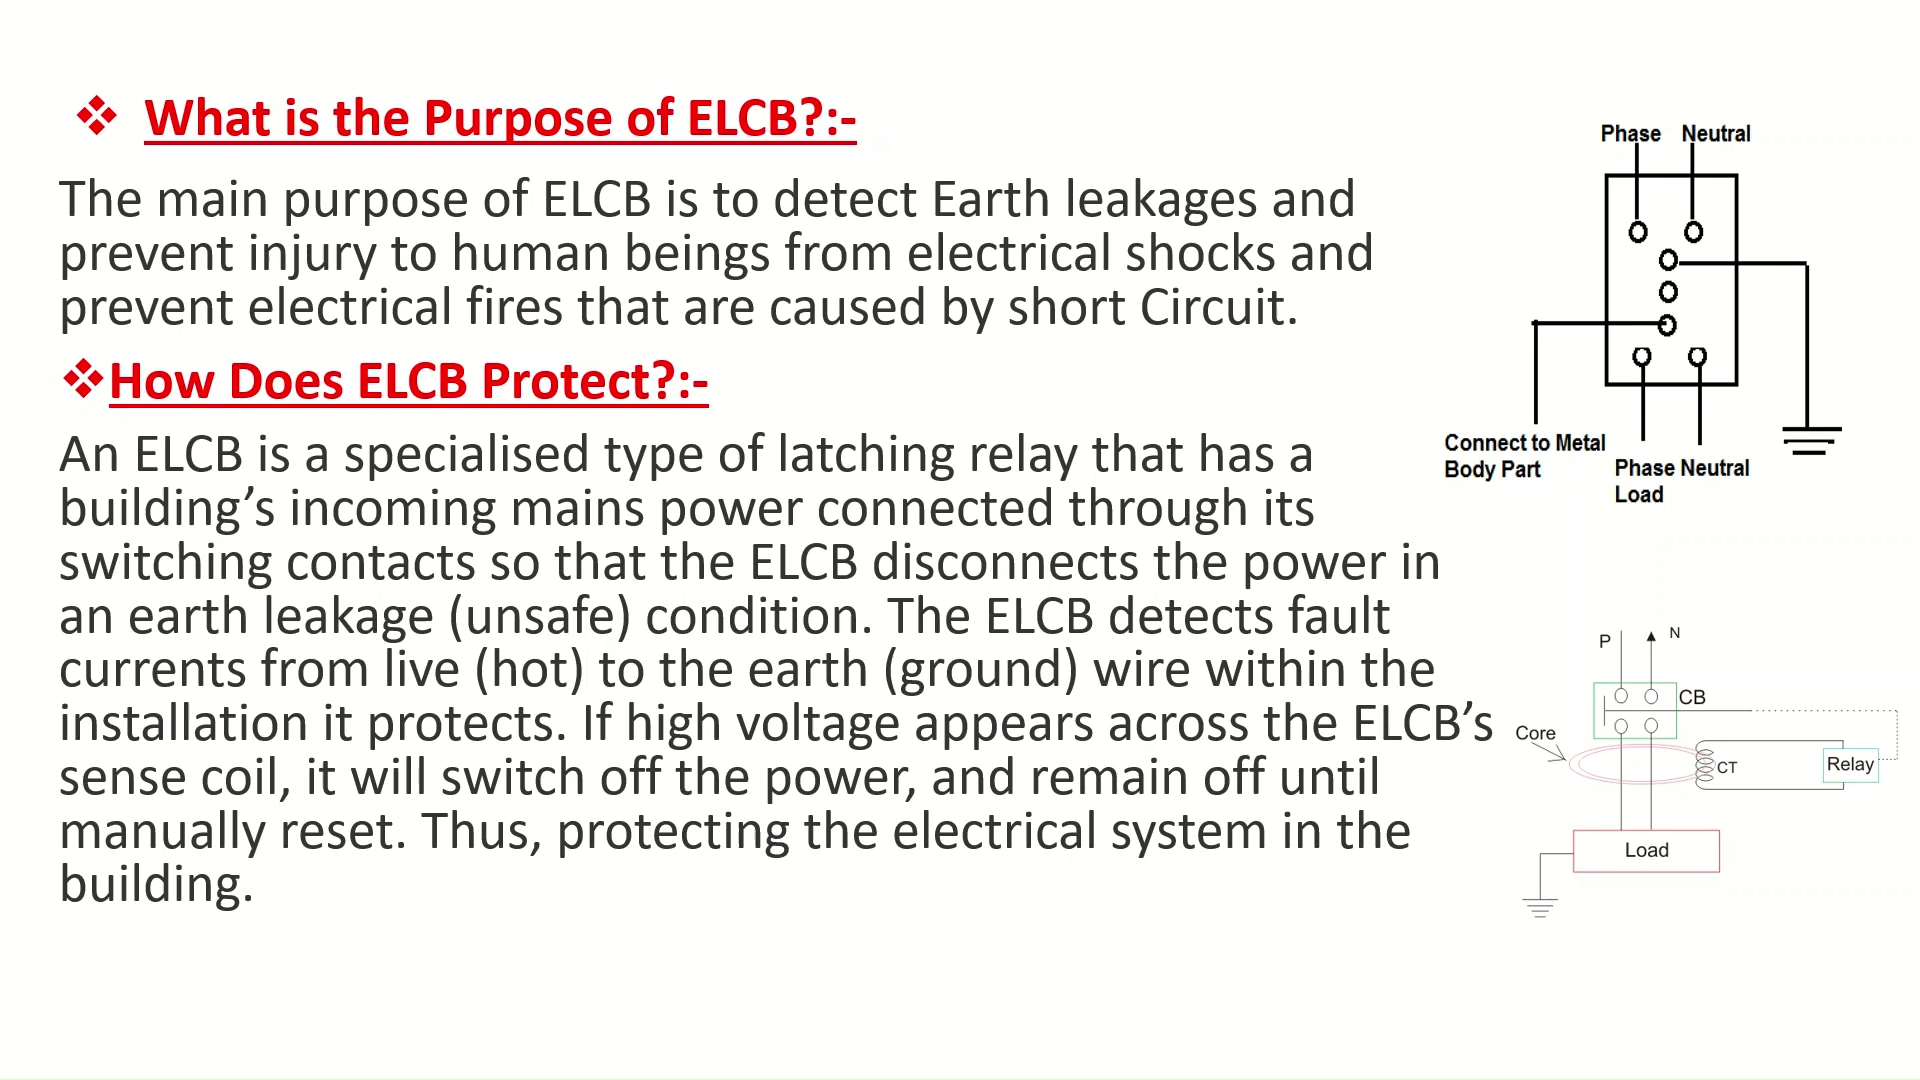 ❖ What is the Purpose of ELCB?:-
The main purpose of ELCB is to detect Earth leakages and
prevent injury to human beings from electrical shocks and
prevent electrical fires that are caused by short Circuit.
❖How Does ELCB Protect?:-
An ELCB is a specialised type of latching relay that has a
building’s incoming mains power connected through its
switching contacts so that the ELCB disconnects the power in
an earth leakage (unsafe) condition. The ELCB detects fault
currents from live (hot) to the earth (ground) wire within the
installation it protects. If high voltage appears across the ELCB’s
sense coil, it will switch off the power, and remain off until
manually reset. Thus, protecting the electrical system in the
building.
Phase Neutral
Connect to Metal
Body Part
Phase Neutral
Load
P N
CB
Core
CT
Relay
Load